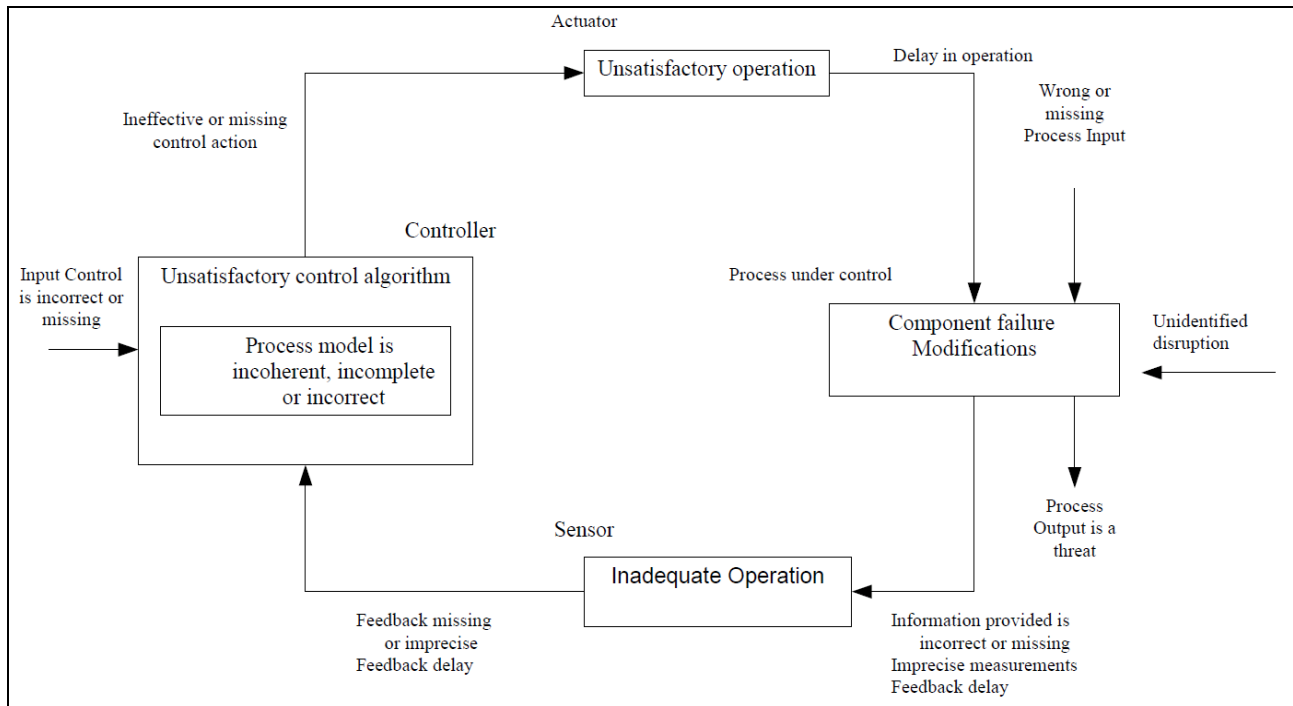 Actuator
Unsatisfactory operation
Delay in operation
Wrong or
missing
Process Input
Ineffective or missing
control action
Controller
Unsatisfactory control algorithm
Input Control
is incorrect or
missing
Process model is
incoherent, incomplete
or incorrect
Process under control
Component failure
Modifications
Unidentified
disruption
Process
Output is a
threat
Sensor
Inadequate Operation
Feedback missing
or imprecise
Feedback delay
Information provided is
incorrect or missing
Imprecise measurements
Feedback delay